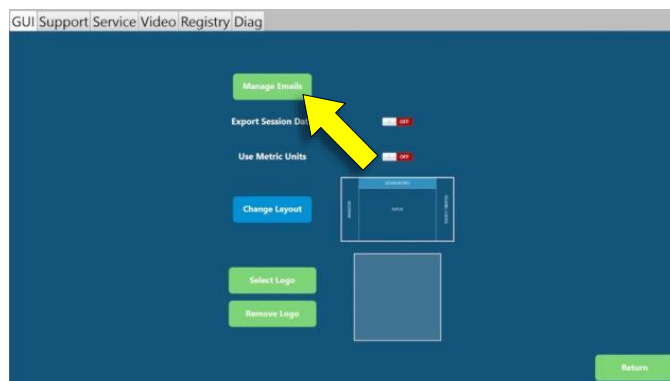 GUI Support Service Video Registry Diag
Manage Emails
Export Session Dat
OFF
Use Metric Units
OFF
Change Layout
Select Logo
Remove Logo
Return